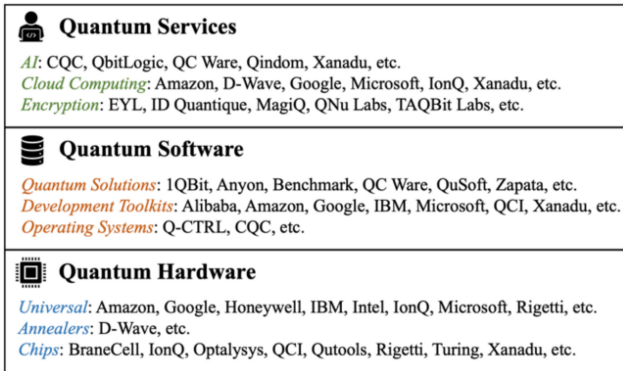 Quantum Services
AI: CQC, QbitLogic, QC Ware, Qindom, Xanadu, etc.
Cloud Computing: Amazon, D-Wave, Google, Microsoft, IonQ, Xanadu, etc.
Encryption: EYL, ID Quantique, MagiQ, QNu Labs, TAQBit Labs, etc.
Quantum Software
Quantum Solutions: 1QBit, Anyon, Benchmark, QC Ware, QuSoft, Zapata, etc.
Development Toolkits: Alibaba, Amazon, Google, IBM, Microsoft, QCI, Xanadu, etc.
Operating Systems: Q-CTRL, CQC, etc.
Quantum Hardware
Universal: Amazon, Google, Honeywell, IBM, Intel, IonQ, Microsoft, Rigetti, etc.
Annealers: D-Wave, etc.
Chips: BraneCell, IonQ, Optalysys, QCI, Qutools, Rigetti, Turing, Xanadu, etc.